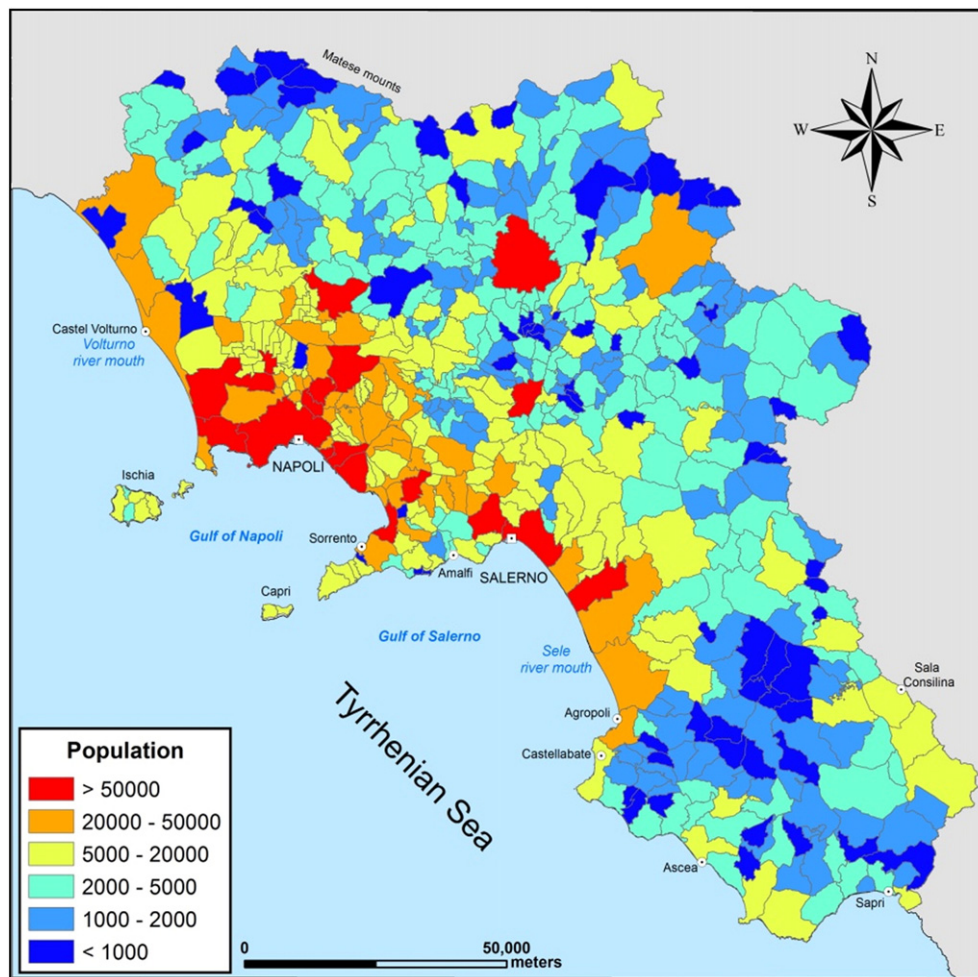 Matese mounts
N
W
E
S
Castel Volturno
Volturno
river mouth
NAPOLI
Ischia
Gulf of Napoli
Sorrento
Amalfi
SALERNO
Capri
Gulf of Salerno
Sele
river mouth
Sala
Consilina
Tyrrhenian Sea
Agropoli
Castellabate
Ascea
Sapri
Population
> 50000
20000 - 50000
5000 - 20000
2000 - 5000
1000 - 2000
< 1000
0
50,000
meters